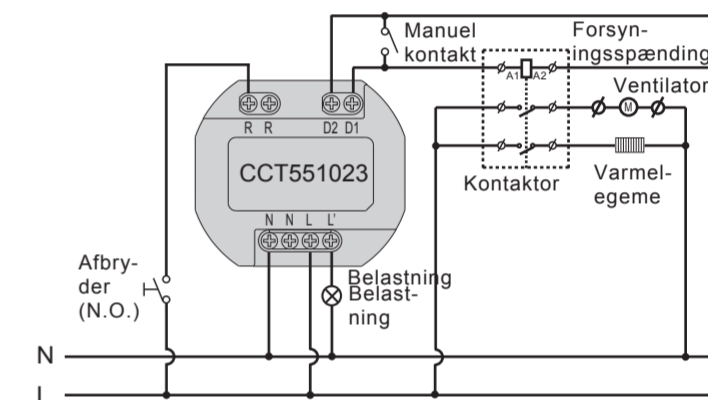 Manuel
kontakt
Forsyn-
ingsspænding
A1 A2
Ventilator
M
R R D2 D1
CCT551023
Kontaktor
Varmel-
egeme
N N L L'
Afbry-
der
(N.O.)
Belastning
Belast-
ning
N
L